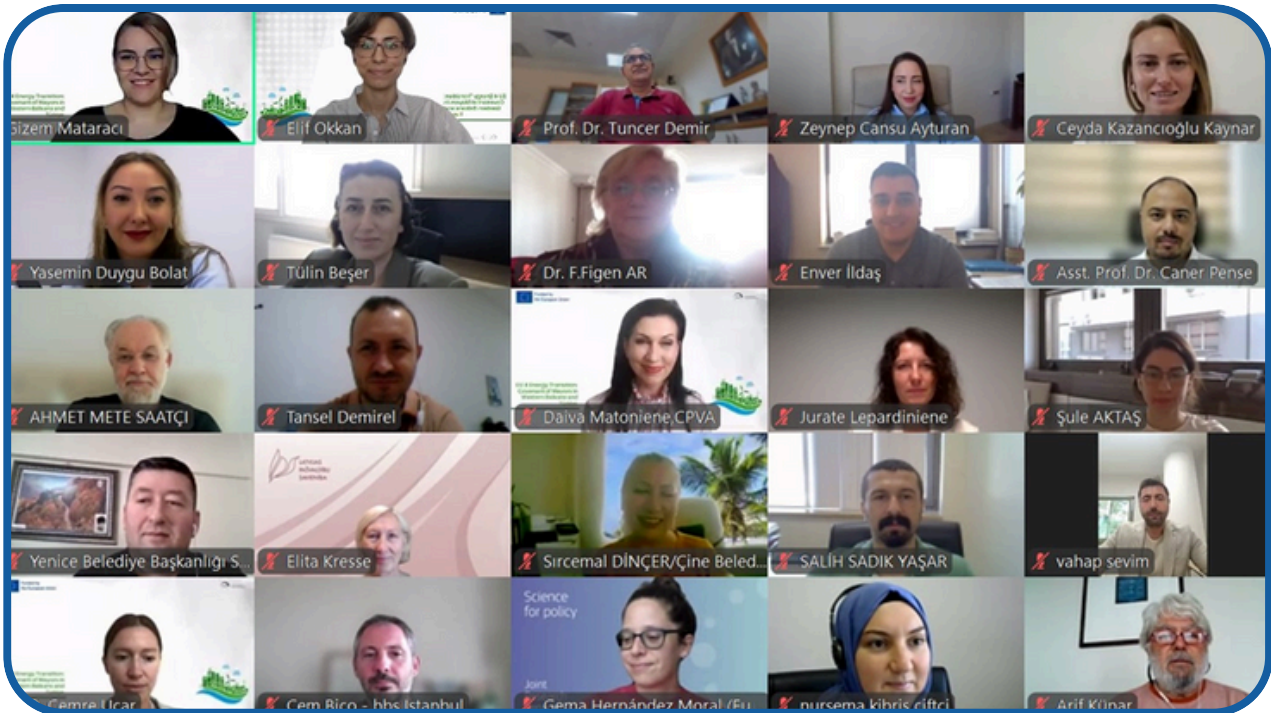 Gizem Mataracı
Elif Okkan
Prof. Dr. Tuncer Demir
Zeynep Cansu Ayturan
Ceyda Kazancıoğlu Kaynar
Yasemin Duygu Bolat
Tülin Beşer
Dr. F.Figen AR
Enver İldaş
Asst. Prof. Dr. Caner Pense
AHMET METE SAATÇİ
Tansel Demirel
Daiva Matoniene,CPVA
Jurate Lepardiniene
Şule AKTAŞ
Yenice Belediye Başkanlığı S...
Elita Kresse
Sırcemal DİNÇER/Çine Beled...
SALİH SADIK YAŞAR
vahap sevim
Science
for policy
Joint
Cemre Uçar
Cem Bico - bbs Istanbul
Gema Hernández Moral (Eu...
nursema kibris çiftçi
Arif Künar